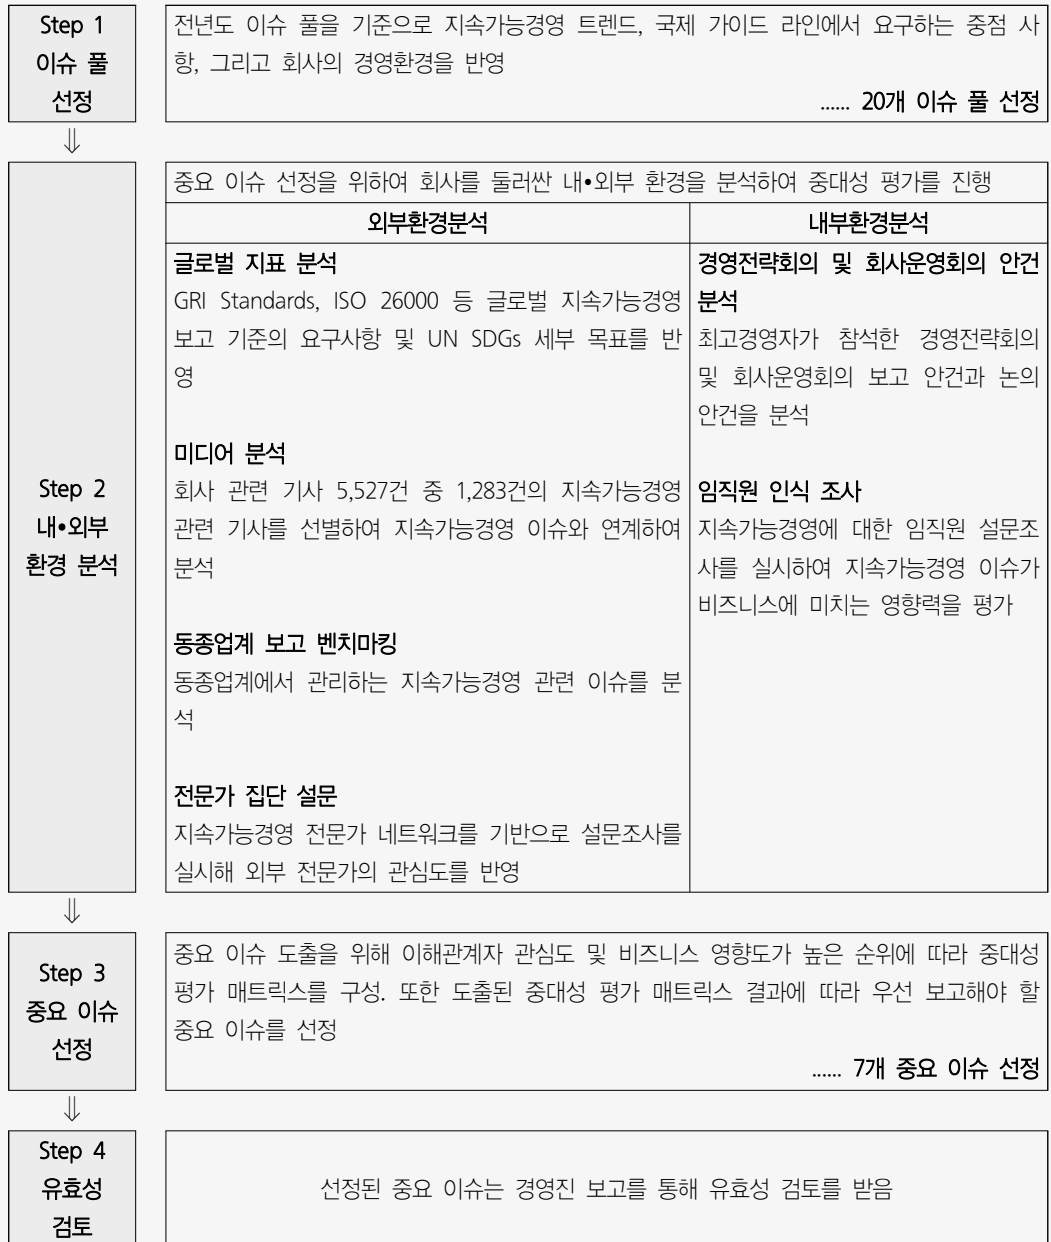 Step 1
이슈 풀
선정
전년도 이슈 풀을 기준으로 지속가능경영 트렌드, 국제 가이드 라인에서 요구하는 중점 사
항, 그리고 회사의 경영환경을 반영
...... 20개 이슈 풀 선정
⇓
Step 2
내•외부
환경 분석
중요 이슈 선정을 위하여 회사를 둘러싼 내•외부 환경을 분석하여 중대성 평가를 진행
외부환경분석
글로벌 지표 분석
GRI Standards, ISO 26000 등 글로벌 지속가능경영
보고 기준의 요구사항 및 UN SDGs 세부 목표를 반
영
미디어 분석
회사 관련 기사 5,527건 중 1,283건의 지속가능경영
관련 기사를 선별하여 지속가능경영 이슈와 연계하여
분석
동종업계 보고 벤치마킹
동종업계에서 관리하는 지속가능경영 관련 이슈를 분
석
전문가 집단 설문
지속가능경영 전문가 네트워크를 기반으로 설문조사를
실시해 외부 전문가의 관심도를 반영
내부환경분석
경영전략회의 및 회사운영회의 안건
분석
최고경영자가 참석한 경영전략회의
및 회사운영회의 보고 안건과 논의
안건을 분석
임직원 인식 조사
지속가능경영에 대한 임직원 설문조
사를 실시하여 지속가능경영 이슈가
비즈니스에 미치는 영향력을 평가
⇓
Step 3
중요 이슈
선정
중요 이슈 도출을 위해 이해관계자 관심도 및 비즈니스 영향도가 높은 순위에 따라 중대성
평가 매트릭스를 구성. 또한 도출된 중대성 평가 매트릭스 결과에 따라 우선 보고해야 할
중요 이슈를 선정
...... 7개 중요 이슈 선정
⇓
Step 4
유효성
검토
선정된 중요 이슈는 경영진 보고를 통해 유효성 검토를 받음